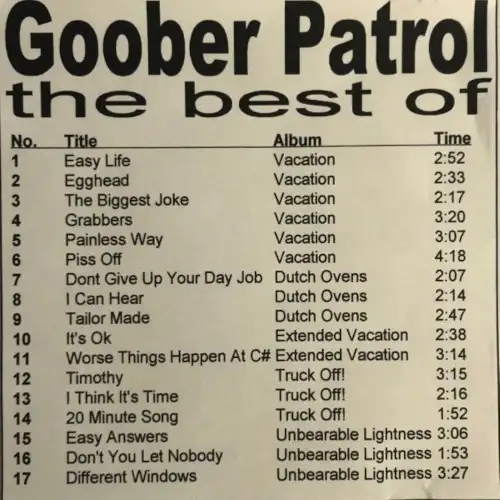 Goober Patrol
the best of
No. Title Album Time
1 Easy Life Vacation 2:52
2 Egghead Vacation 2:33
3 The Biggest Joke Vacation 2:17
4 Grabbers Vacation 3:20
5 Painless Way Vacation 3:07
6 Piss Off Vacation 4:18
7 Dont Give Up Your Day Job Dutch Ovens 2:07
8 I Can Hear Dutch Ovens 2:14
9 Tailor Made Dutch Ovens 2:47
10 It's Ok Extended Vacation 2:38
11 Worse Things Happen At C# Extended Vacation 3:14
12 Timothy Truck Off! 3:15
13 I Think It's Time Truck Off! 2:16
14 20 Minute Song Truck Off! 1:52
15 Easy Answers Unbearable Lightness 3:06
16 Don't You Let Nobody Unbearable Lightness 1:53
17 Different Windows Unbearable Lightness 3:27